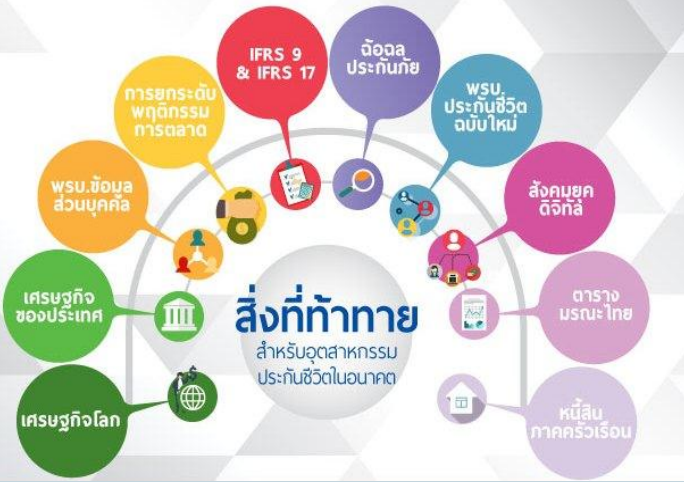 สิ่งที่ท้าทาย
สำหรับอุตสาหกรรม
ประกันชีวิตในอนาคต
เศรษฐกิจโลก
เศรษฐกิจ
ของประเทศ
พรบ.ข้อมูล
ส่วนบุคคล
การยกระดับ
พฤติกรรม
การตลาด
IFRS 9
& IFRS 17
ฉ้อฉล
ประกันภัย
พรบ.
ประกันชีวิต
ฉบับใหม่
สังคมยุค
ดิจิทัล
ตาราง
มรณะไทย
หนี้สิน
ภาคครัวเรือน